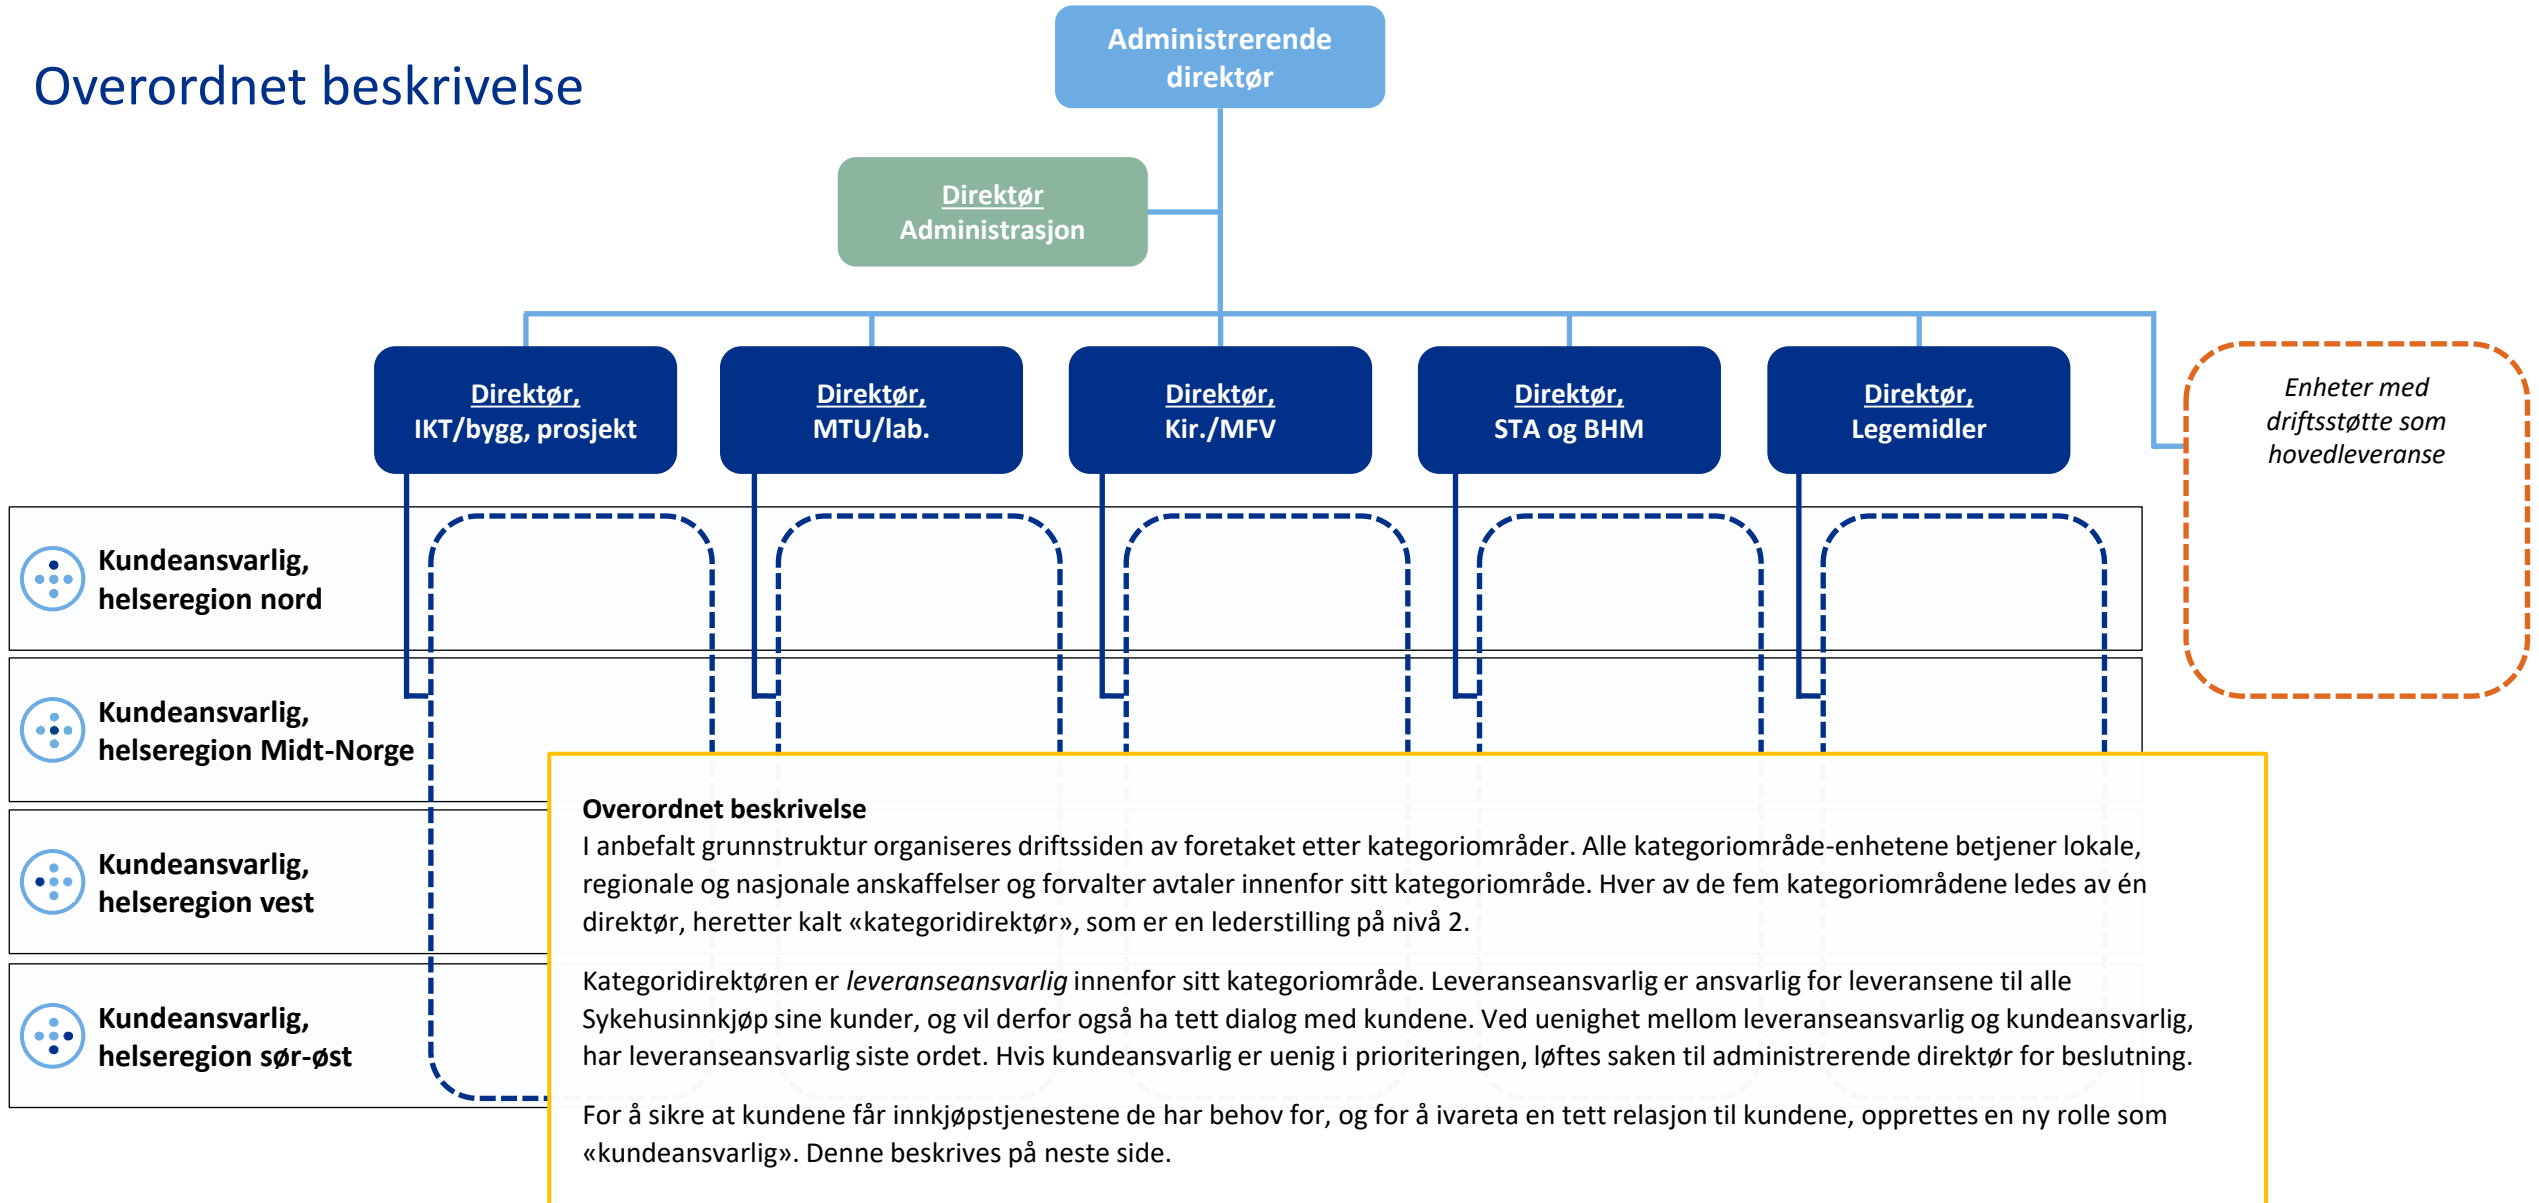 Overordnet beskrivelse
Administrerende
direktør
Direktør
Administrasjon
Direktør,
IKT/bygg, prosjekt
Direktør,
MTU/lab.
Direktør,
Kir./MFV
Direktør,
STA og BHM
Direktør,
Legemidler
Enheter med
driftsstøtte som
hovedleveranse
Kundeansvarlig,
helseregion nord
Kundeansvarlig,
helseregion Midt-Norge
Kundeansvarlig,
helseregion vest
Kundeansvarlig,
helseregion sør-øst
Overordnet beskrivelse
I anbefalt grunnstruktur organiseres driftssiden av foretaket etter kategoriområder. Alle kategoriområde-enhetene betjener lokale,
regionale og nasjonale anskaffelser og forvalter avtaler innenfor sitt kategoriområde. Hver av de fem kategoriområdene ledes av én
direktør, heretter kalt «kategoridirektør», som er en lederstilling på nivå 2.
Kategoridirektøren er leveranseansvarlig innenfor sitt kategoriområde. Leveranseansvarlig er ansvarlig for leveransene til alle
Sykehusinnkjøp sine kunder, og vil derfor også ha tett dialog med kundene. Ved uenighet mellom leveranseansvarlig og kundeansvarlig,
har leveranseansvarlig siste ordet. Hvis kundeansvarlig er uenig i prioriteringen, løftes saken til administrerende direktør for beslutning.
For å sikre at kundene får innkjøpstjenestene de har behov for, og for å ivareta en tett relasjon til kundene, opprettes en ny rolle som
«kundeansvarlig». Denne beskrives på neste side.